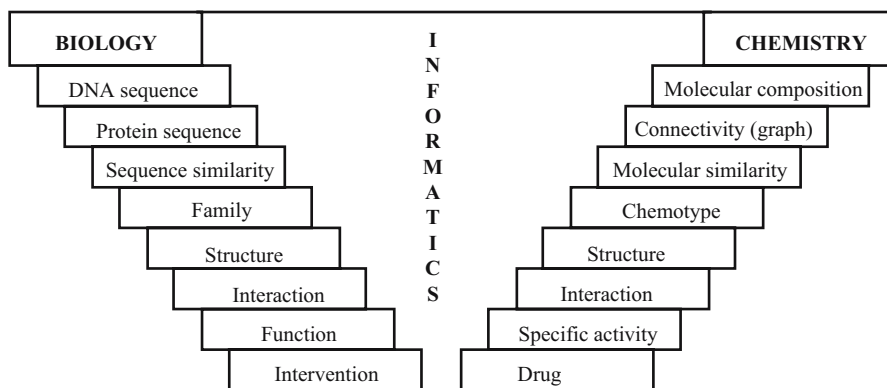 BIOLOGY
DNA sequence
Protein sequence
Sequence similarity
Family
Structure
Interaction
Function
Intervention
INFORMATICS
CHEMISTRY
Molecular composition
Connectivity (graph)
Molecular similarity
Chemotype
Structure
Interaction
Specific activity
Drug